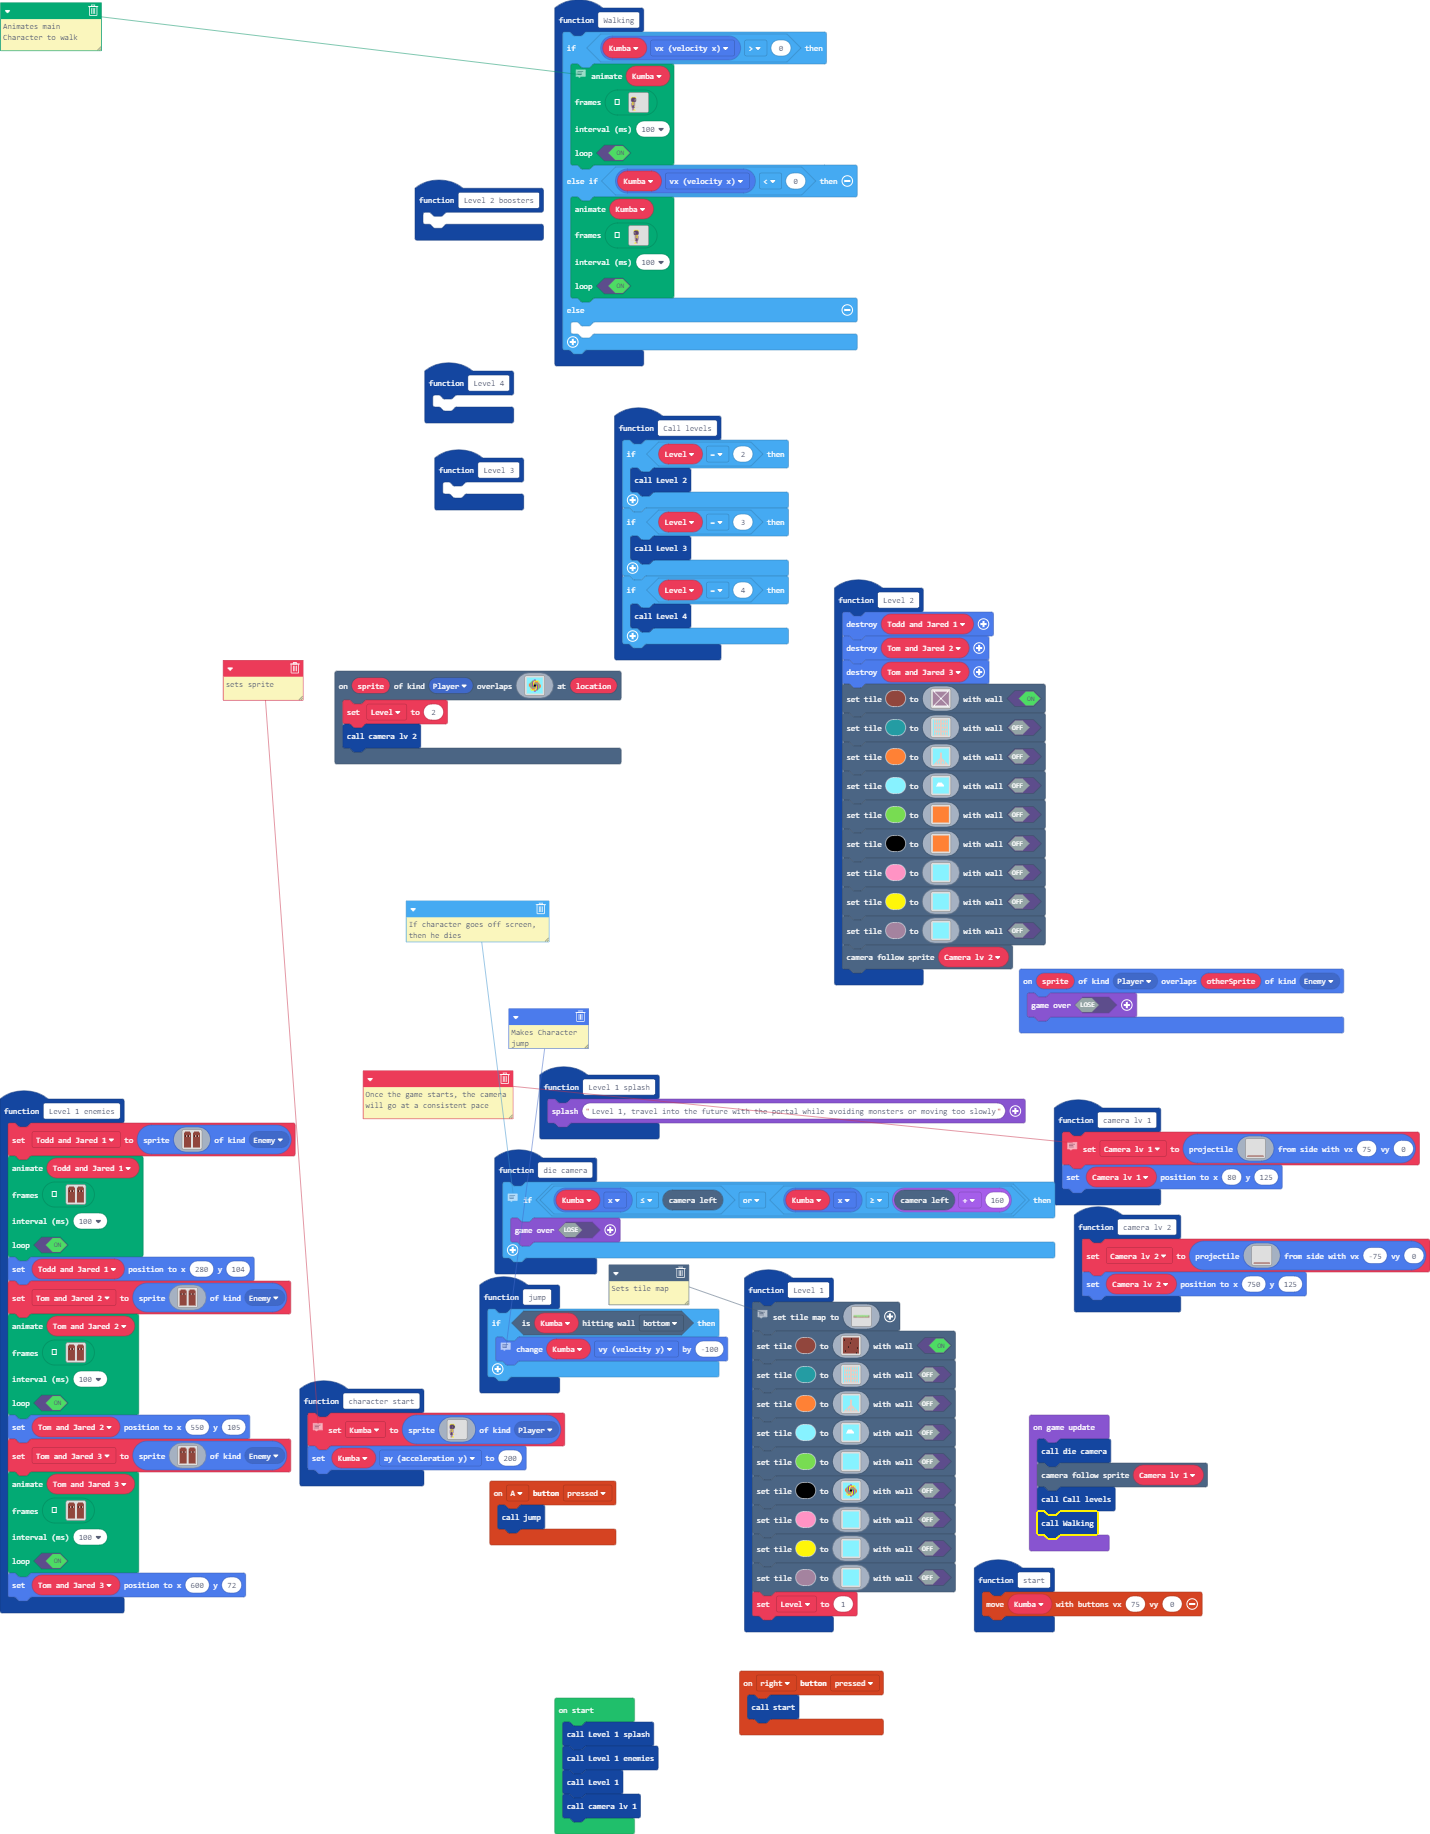 Animates main
Character to walk
function Walking
if Kumba vx (velocity x) > 0 then
animate Kumba
frames
interval (ms) 100
loop ON
else if Kumba vx (velocity x) < 0 then
animate Kumba
frames
interval (ms) 100
loop ON
else
function Level 2 boosters
function Level 4
function Level 3
function Call levels
if Level = 2 then
call Level 2
if Level = 3 then
call Level 3
if Level = 4 then
call Level 4
function Level 2
destroy Todd and Jared 1
destroy Tom and Jared 2
destroy Tom and Jared 3
set tile to with wall ON
set tile to with wall OFF
set tile to with wall OFF
set tile to with wall OFF
set tile to with wall OFF
set tile to with wall OFF
set tile to with wall OFF
set tile to with wall OFF
set tile to with wall OFF
camera follow sprite Camera lv 2
sets sprite
on sprite of kind Player overlaps at location
set Level to 2
call camera lv 2
If character goes off screen,
then he dies
on sprite of kind Player overlaps otherSprite of kind Enemy
game over LOSE
Makes Character
jump
Once the game starts, the camera
will go at a consistent pace
function Level 1 splash
splash "Level 1, travel into the future with the portal while avoiding monsters or moving too slowly"
function camera lv 1
set Camera lv 1 to projectile from side with vx 75 vy 0
set Camera lv 1 position to x 80 y 125
function camera lv 2
set Camera lv 2 to projectile from side with vx -75 vy 0
set Camera lv 2 position to x 750 y 125
function die camera
if Kumba x ≤ camera left or Kumba x ≥ camera left + 160 then
game over LOSE
function Level 1 enemies
set Todd and Jared 1 to sprite of kind Enemy
animate Todd and Jared 1
frames
interval (ms) 100
loop ON
set Todd and Jared 1 position to x 280 y 104
set Tom and Jared 2 to sprite of kind Enemy
animate Tom and Jared 2
frames
interval (ms) 100
loop ON
set Tom and Jared 2 position to x 550 y 105
set Tom and Jared 3 to sprite of kind Enemy
animate Tom and Jared 3
frames
interval (ms) 100
loop ON
set Tom and Jared 3 position to x 600 y 72
function jump
if is Kumba hitting wall bottom then
change Kumba vy (velocity y) by -100
Sets tile map
function Level 1
set tile map to
set tile to with wall ON
set tile to with wall OFF
set tile to with wall OFF
set tile to with wall OFF
set tile to with wall OFF
set tile to with wall OFF
set tile to with wall OFF
set tile to with wall OFF
set tile to with wall OFF
set Level to 1
function character start
set Kumba to sprite of kind Player
set Kumba ay (acceleration y) to 200
on A button pressed
call jump
on game update
call die camera
camera follow sprite Camera lv 1
call Call levels
call Walking
function start
move Kumba with buttons vx 75 vy 0
on right button pressed
call start
on start
call Level 1 splash
call Level 1 enemies
call Level 1
call camera lv 1